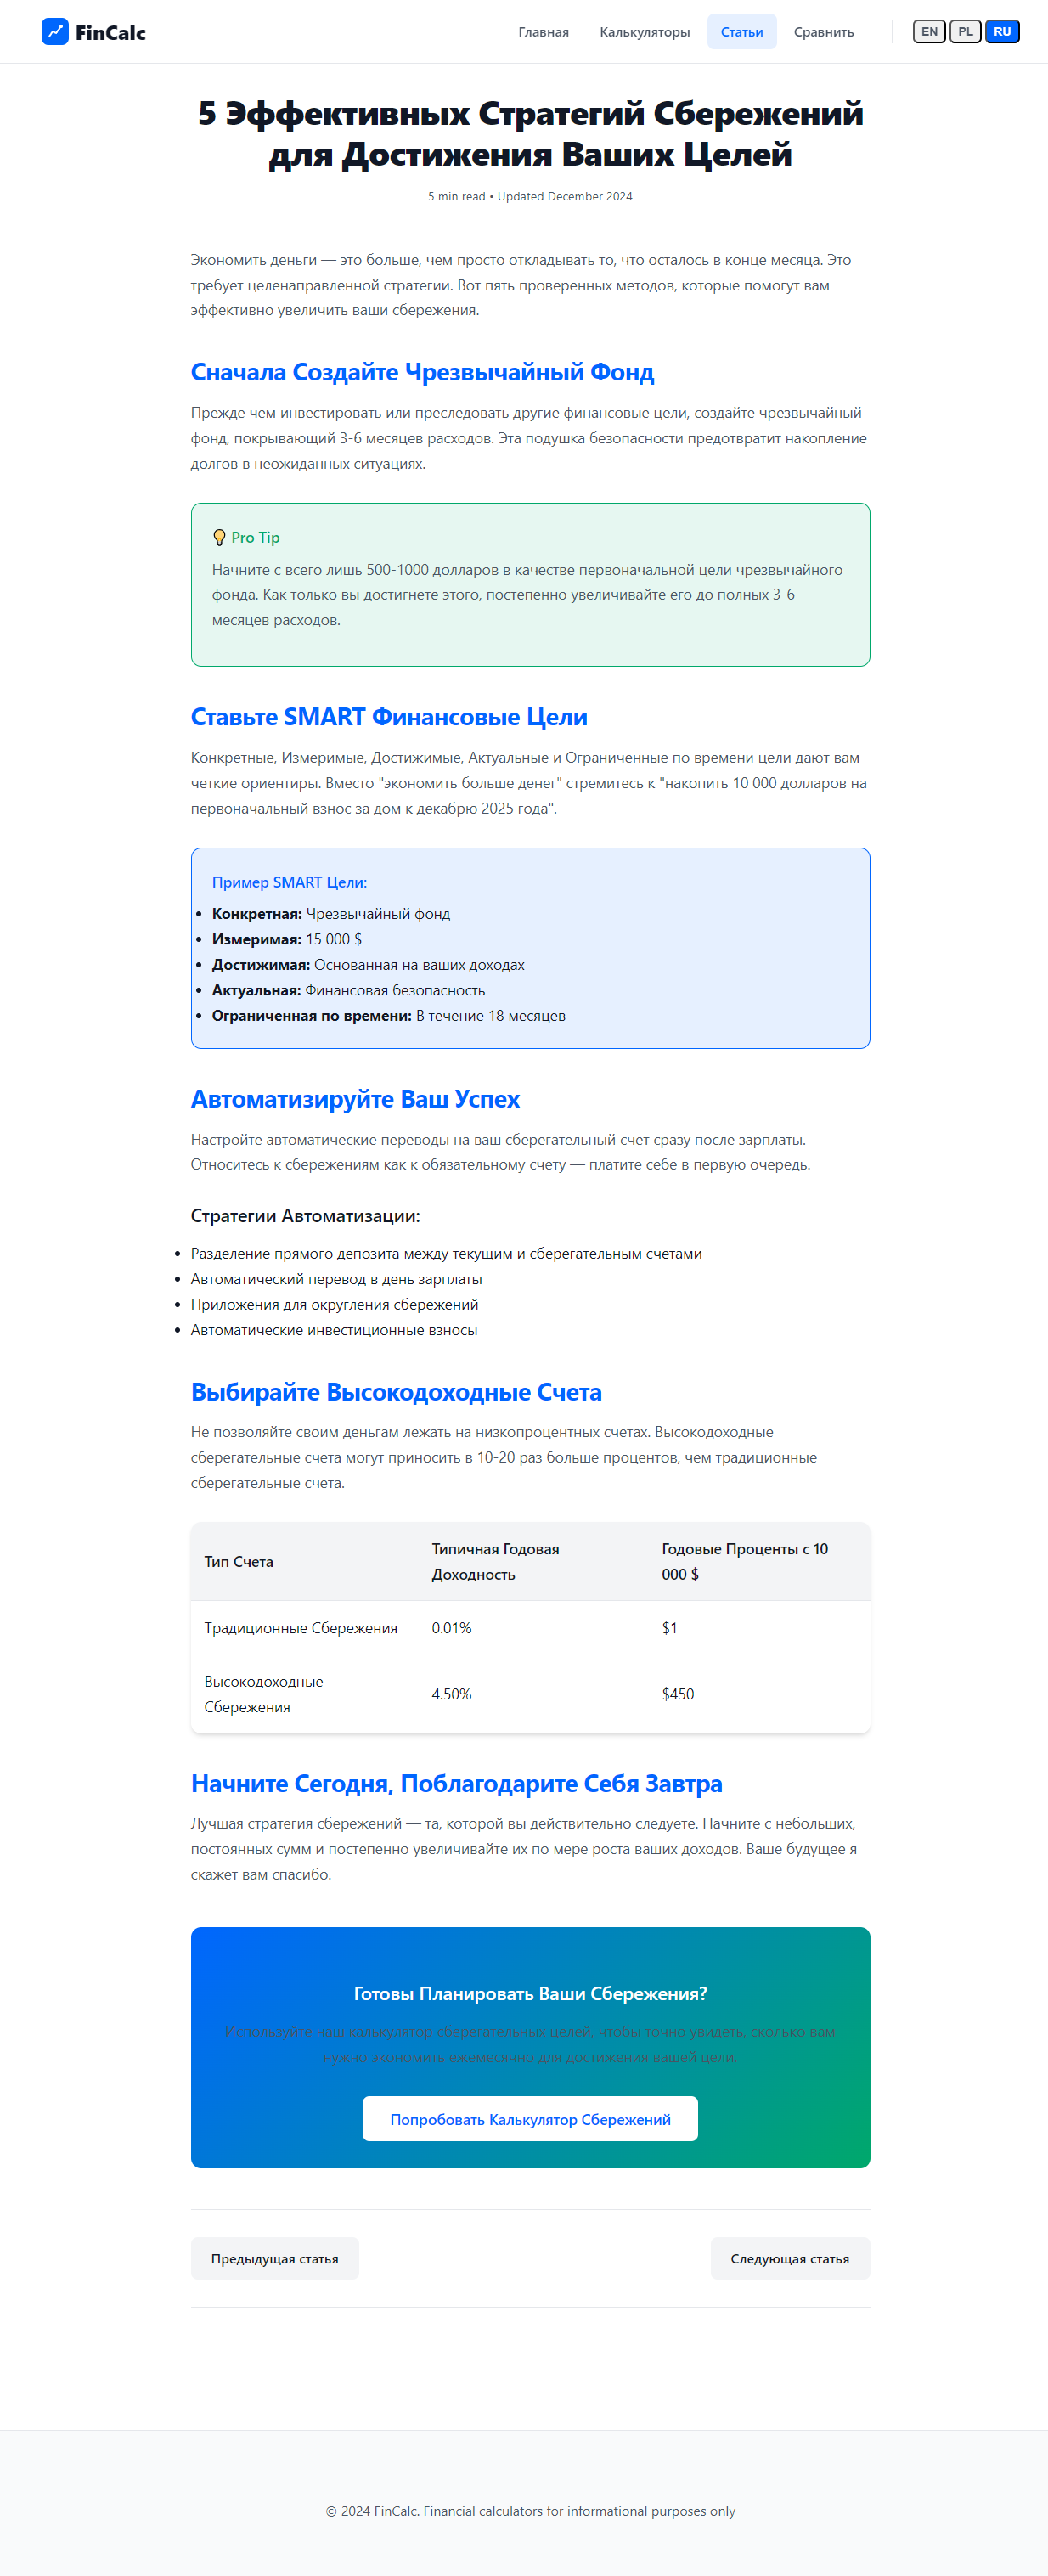 FinCalc
Главная
Калькуляторы
Статьи
Сравнить
EN
PL
RU
5 Эффективных Стратегий Сбережений
для Достижения Ваших Целей
5 min read • Updated December 2024
Экономить деньги — это больше, чем просто откладывать то, что осталось в конце месяца. Это
требует целенаправленной стратегии. Вот пять проверенных методов, которые помогут вам
эффективно увеличить ваши сбережения.
Сначала Создайте Чрезвычайный Фонд
Прежде чем инвестировать или преследовать другие финансовые цели, создайте чрезвычайный
фонд, покрывающий 3-6 месяцев расходов. Эта подушка безопасности предотвратит накопление
долгов в неожиданных ситуациях.
💡 Pro Tip
Начните с всего лишь 500-1000 долларов в качестве первоначальной цели чрезвычайного
фонда. Как только вы достигнете этого, постепенно увеличивайте его до полных 3-6
месяцев расходов.
Ставьте SMART Финансовые Цели
Конкретные, Измеримые, Достижимые, Актуальные и Ограниченные по времени цели дают вам
четкие ориентиры. Вместо "экономить больше денег" стремитесь к "накопить 10 000 долларов на
первоначальный взнос за дом к декабрю 2025 года".
Пример SMART Цели:
• Конкретная: Чрезвычайный фонд
• Измеримая: 15 000 $
• Достижимая: Основанная на ваших доходах
• Актуальная: Финансовая безопасность
• Ограниченная по времени: В течение 18 месяцев
Автоматизируйте Ваш Успех
Настройте автоматические переводы на ваш сберегательный счет сразу после зарплаты.
Относитесь к сбережениям как к обязательному счету — платите себе в первую очередь.
Стратегии Автоматизации:
• Разделение прямого депозита между текущим и сберегательным счетами
• Автоматический перевод в день зарплаты
• Приложения для округления сбережений
• Автоматические инвестиционные взносы
Выбирайте Высокодоходные Счета
Не позволяйте своим деньгам лежать на низкопроцентных счетах. Высокодоходные
сберегательные счета могут приносить в 10-20 раз больше процентов, чем традиционные
сберегательные счета.
Тип Счета
Типичная Годовая
Доходность
Годовые Проценты с 10
000 $
Традиционные Сбережения
0.01%
$1
Высокодоходные
Сбережения
4.50%
$450
Начните Сегодня, Поблагодарите Себя Завтра
Лучшая стратегия сбережений — та, которой вы действительно следуете. Начните с небольших,
постоянных сумм и постепенно увеличивайте их по мере роста ваших доходов. Ваше будущее я
скажет вам спасибо.
Готовы Планировать Ваши Сбережения?
Используйте наш калькулятор сберегательных целей, чтобы точно увидеть, сколько вам
нужно экономить ежемесячно для достижения вашей цели.
Попробовать Калькулятор Сбережений
Предыдущая статья
Следующая статья
© 2024 FinCalc. Financial calculators for informational purposes only